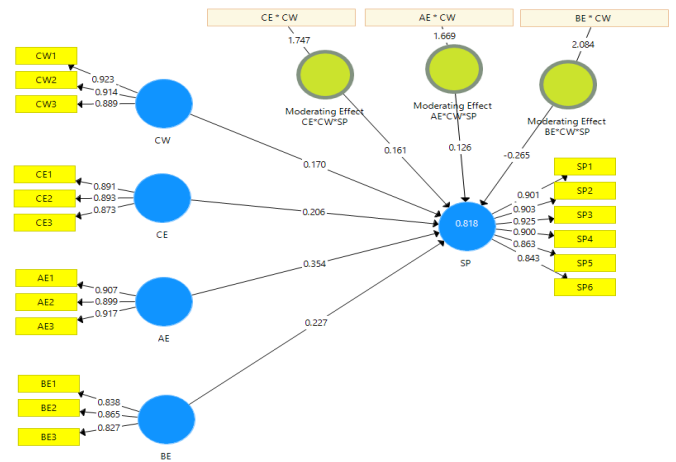 CE * CW
AE * CW
BE * CW
1.747
1.669
2.084
Moderating Effect
CE*CW*SP
Moderating Effect
AE*CW*SP
Moderating Effect
BE*CW*SP
0.161
0.126
-0.265
CW1
CW2
CW3
0.923
0.914
0.889
CW
0.170
CE1
CE2
CE3
0.891
0.893
0.873
CE
0.206
AE1
AE2
AE3
0.907
0.899
0.917
AE
0.354
BE1
BE2
BE3
0.838
0.865
0.827
BE
0.227
0.818
SP
0.901
0.903
0.925
0.900
0.863
0.843
SP1
SP2
SP3
SP4
SP5
SP6